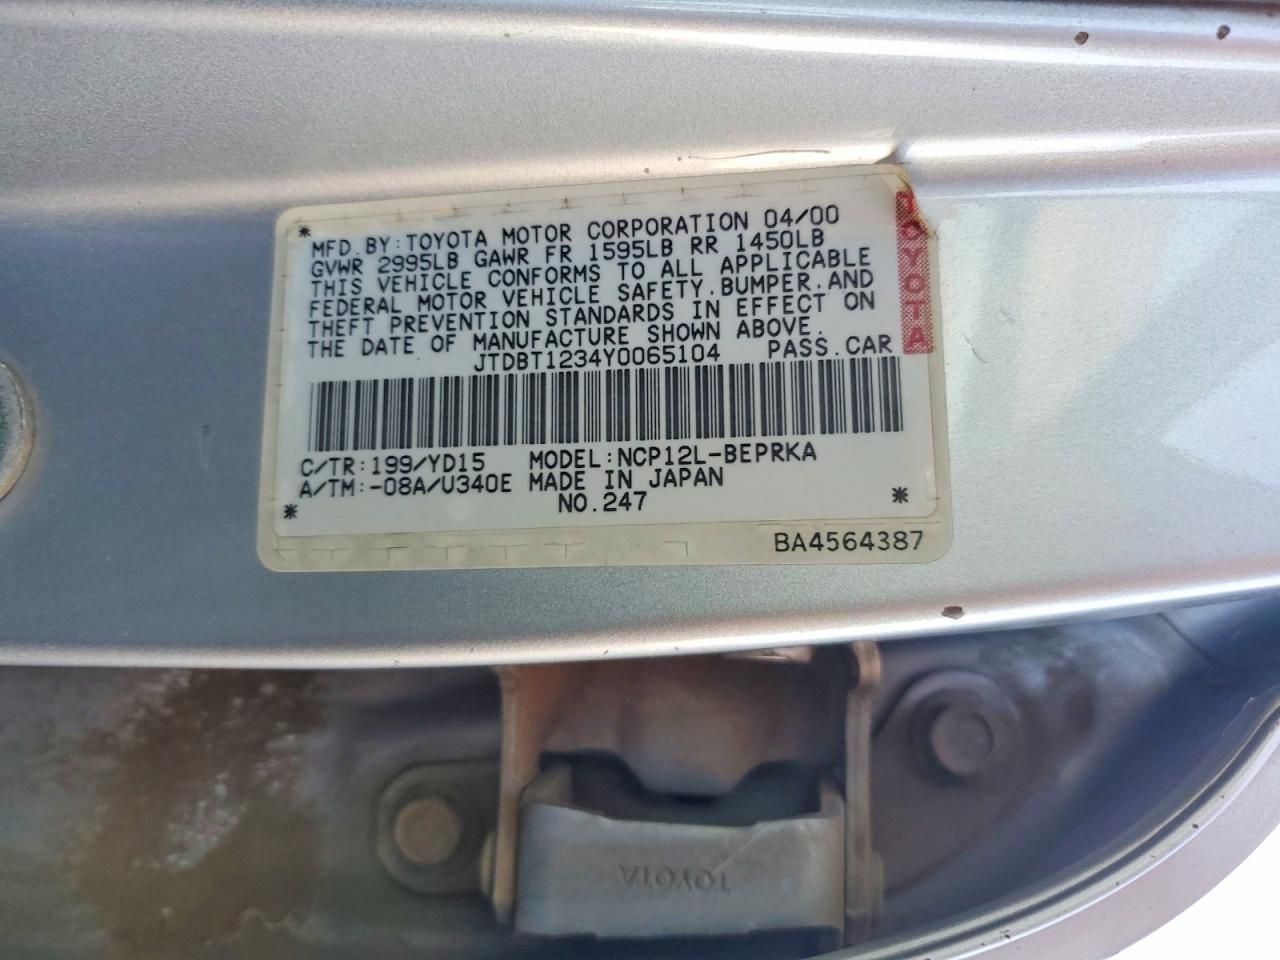 MFD.BY:TOYOTA MOTOR CORPORATION 04/00
GVWR 2995LB GAWR FR 1595LB RR 1450LB
THIS VEHICLE CONFORMS TO ALL APPLICABLE
FEDERAL MOTOR VEHICLE SAFETY,BUMPER,AND
THEFT PREVENTION STANDARDS IN EFFECT ON
THE DATE OF MANUFACTURE SHOWN ABOVE.
JTDBT1234Y0065104 PASS.CAR
C/TR:199/YD15 MODEL:NCP12L-BEPRKA
A/TM:-08A/U340E MADE IN JAPAN
NO.247
BA4564387
TOYOTA
TOYOTA